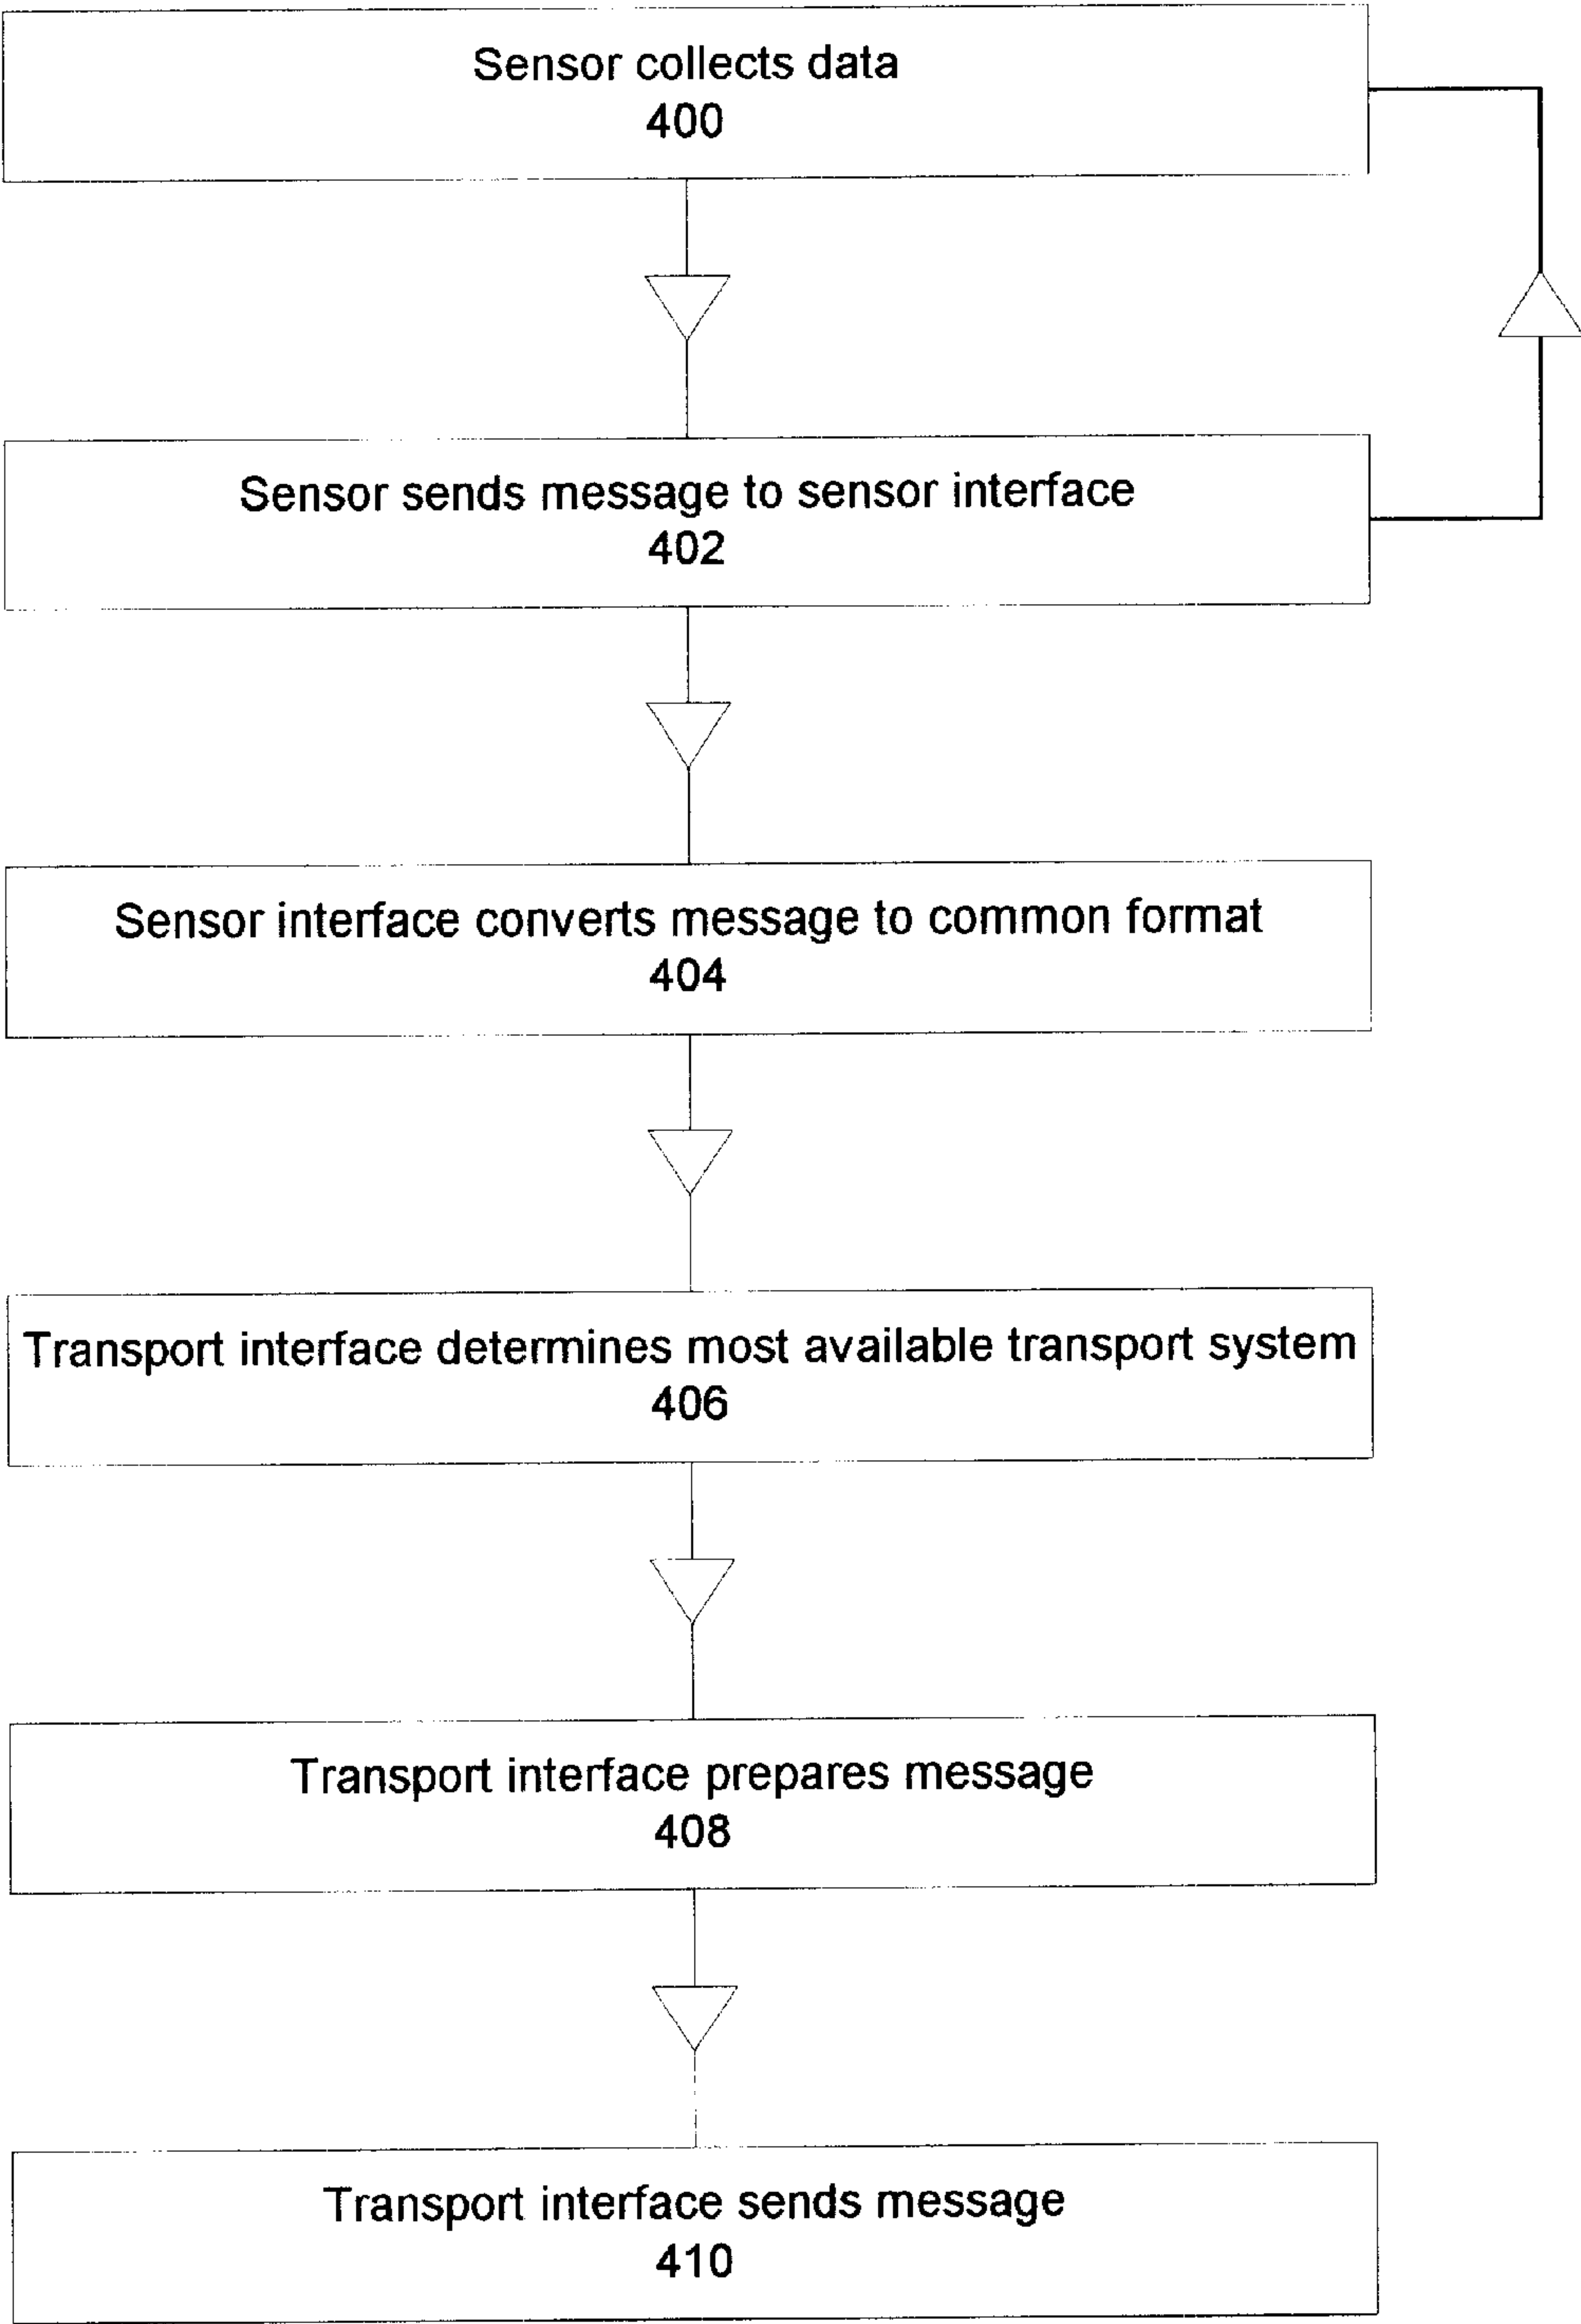 Sensor collects data
400
Sensor sends message to sensor interface
402
Sensor interface converts message to common format
404
Transport interface determines most available transport system
406
Transport interface prepares message
408
Transport interface sends message
410